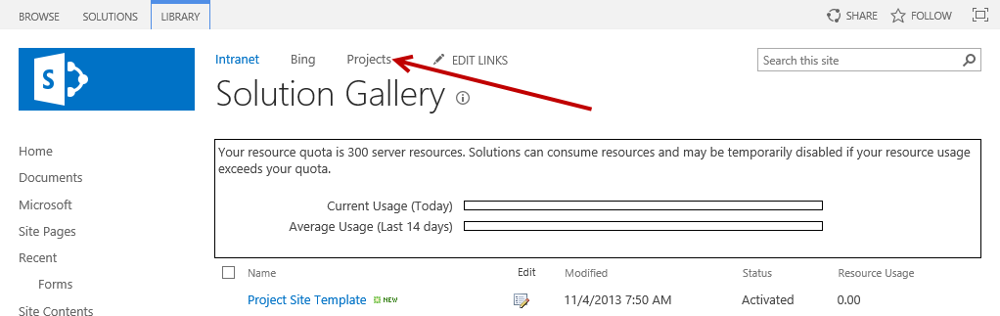 BROWSE SOLUTIONS LIBRARY SHARE FOLLOW
S
Intranet Bing Projects EDIT LINKS Search this site
Solution Gallery
Home
Documents
Microsoft
Site Pages
Recent
Forms
Site Contents
Your resource quota is 300 server resources. Solutions can consume resources and may be temporarily disabled if your resource usage
exceeds your quota.
Current Usage (Today)
Average Usage (Last 14 days)
Name Edit Modified Status Resource Usage
Project Site Template NEW 11/4/2013 7:50 AM Activated 0.00